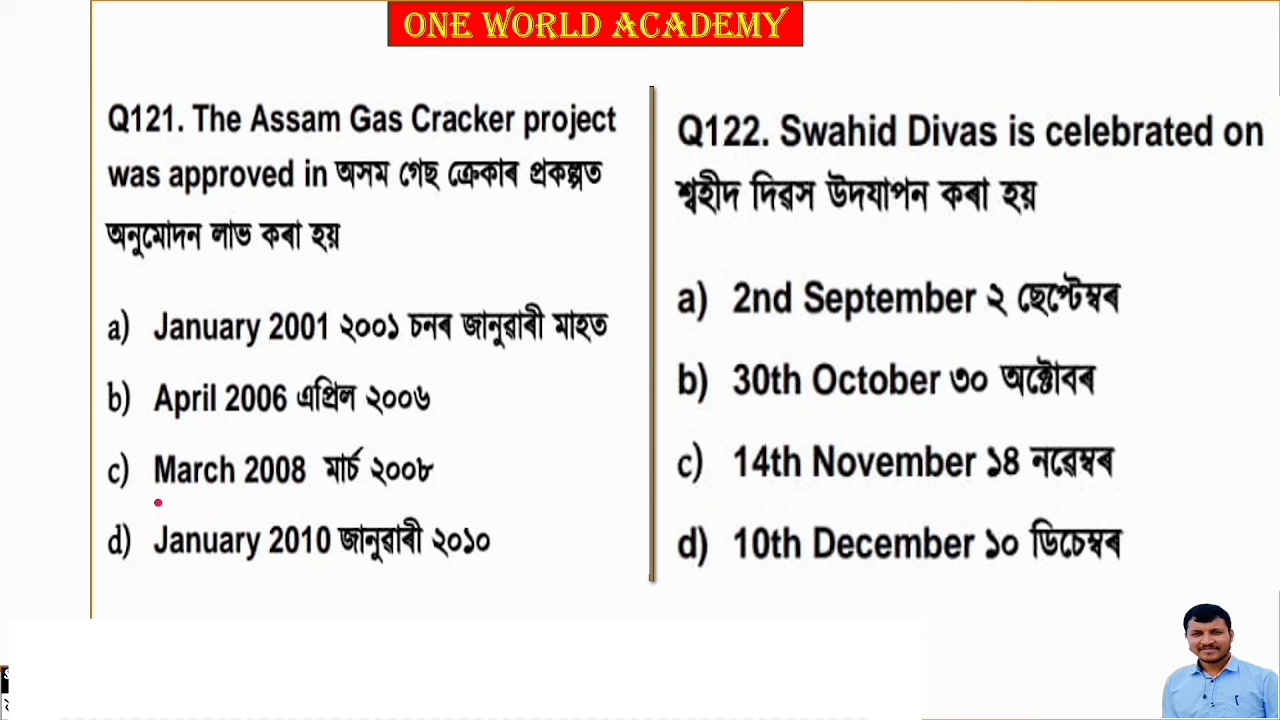 ONE WORLD ACADEMY
Q121. The Assam Gas Cracker project
was approved in অসম গেছ ক্ৰেকাৰ প্ৰকল্পত
অনুমোদন লাভ কৰা হয়
a) January 2001 ২০০১ চনৰ জানুৱাৰী মাহত
b) April 2006 এপ্ৰিল ২০০৬
c) March 2008 মাৰ্চ ২০০৮
d) January 2010 জানুৱাৰী ২০১০
Q122. Swahid Divas is celebrated on
শ্বহীদ দিৱস উদযাপন কৰা হয়
a) 2nd September ২ ছেপ্টেম্বৰ
b) 30th October ৩০ অক্টোবৰ
c) 14th November ১৪ নৱেম্বৰ
d) 10th December ১০ ডিচেম্বৰ